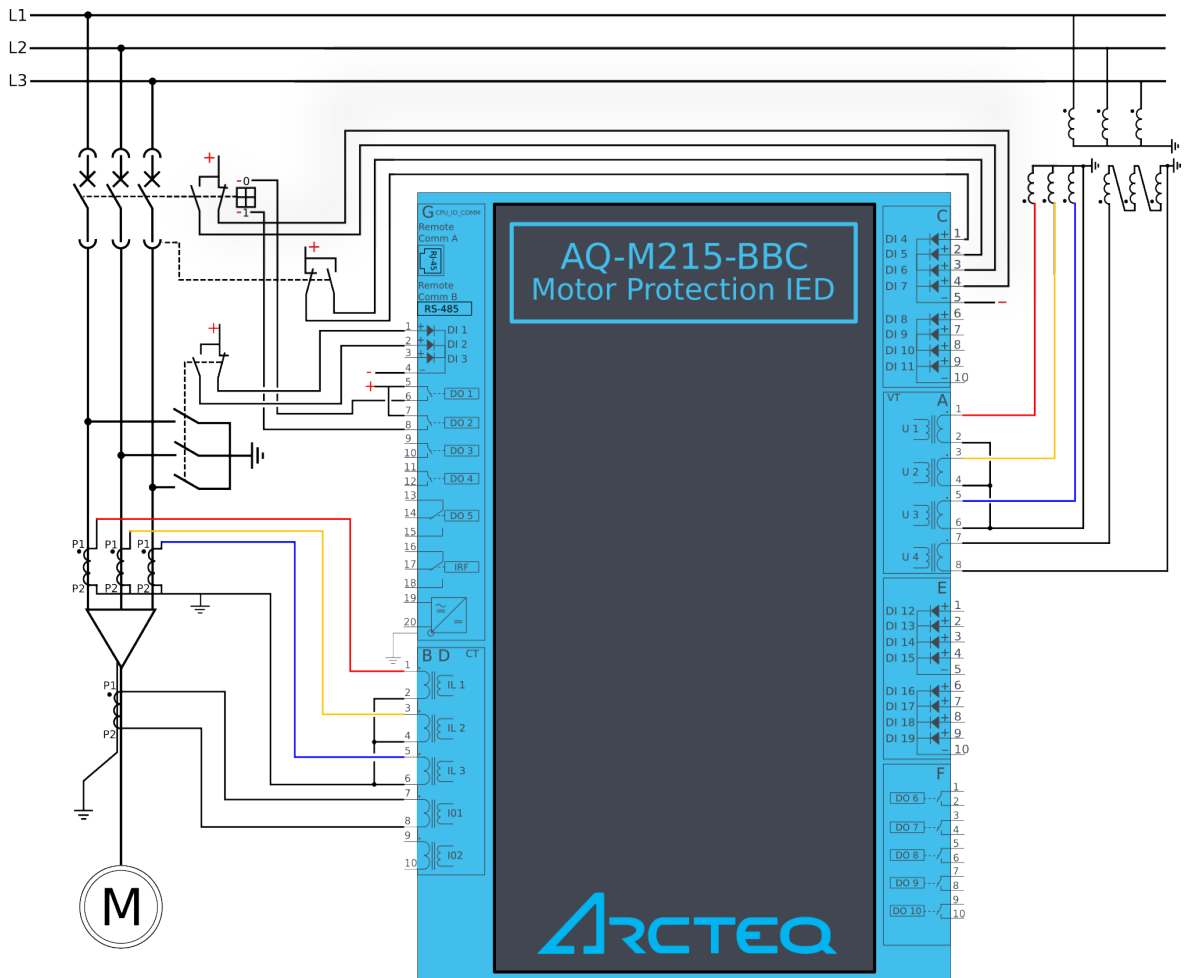 L1
L2
L3
+
-0
-1
+
+
G CPU_IO_COMM
Remote
Comm A
RJ-45
Remote
Comm B
RS-485
1 + DI 1
2 + DI 2
3 + DI 3
- 4 -
+ 5
6 DO 1
7
8 DO 2
9
10 DO 3
11
12 DO 4
13
14 DO 5
15
16
17 IRF
18
19
20
B D CT
1
2 IL 1
3
4 IL 2
5
6 IL 3
7
8 I01
9
10 I02
P1 P1 P1
P2 P2 P2
P1
P2
M
AQ-M215-BBC
Motor Protection IED
ARCTEQ
C
DI 4 + 1
DI 5 + 2
DI 6 + 3
DI 7 + 4
- 5 -
DI 8 + 6
DI 9 + 7
DI 10 + 8
DI 11 + 9
- 10
VT A
1
U 1 2
3
U 2 4
5
U 3 6
7
U 4 8
E
DI 12 + 1
DI 13 + 2
DI 14 + 3
DI 15 + 4
- 5
DI 16 + 6
DI 17 + 7
DI 18 + 8
DI 19 + 9
- 10
F
1
DO 6 2
3
DO 7 4
5
DO 8 6
7
DO 9 8
9
DO 10 10